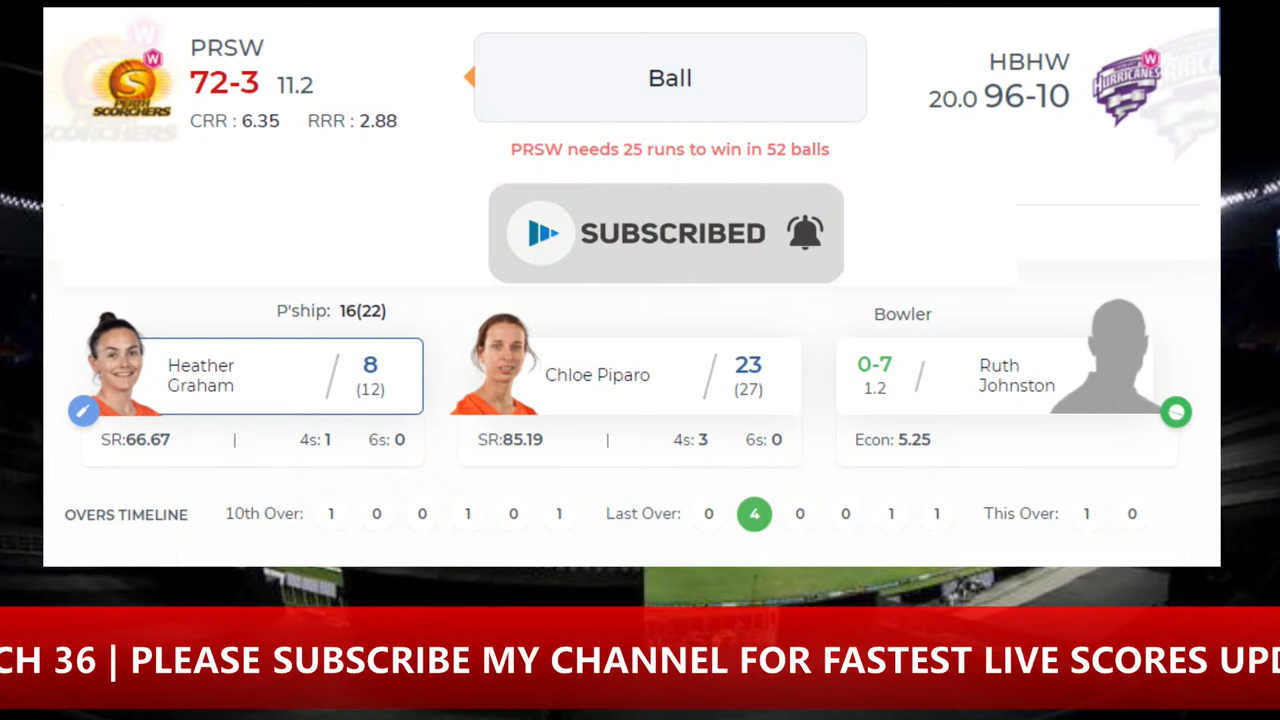 PRSW
72-3 11.2
CRR : 6.35 RRR : 2.88
Ball
PRSW needs 25 runs to win in 52 balls
HBHW
20.0 96-10
W
PERTH
SCORCHERS
W
HURRICANES
SUBSCRIBED
P'ship: 16(22)
Bowler
Heather
Graham
8
(12)
SR:66.67 | 4s: 1 6s: 0
Chloe Piparo
23
(27)
SR:85.19 | 4s: 3 6s: 0
0-7
1.2
Ruth
Johnston
Econ: 5.25
OVERS TIMELINE 10th Over: 1 0 0 1 0 1 Last Over: 0 4 0 0 1 1 This Over: 1 0
CH 36 | PLEASE SUBSCRIBE MY CHANNEL FOR FASTEST LIVE SCORES UPD